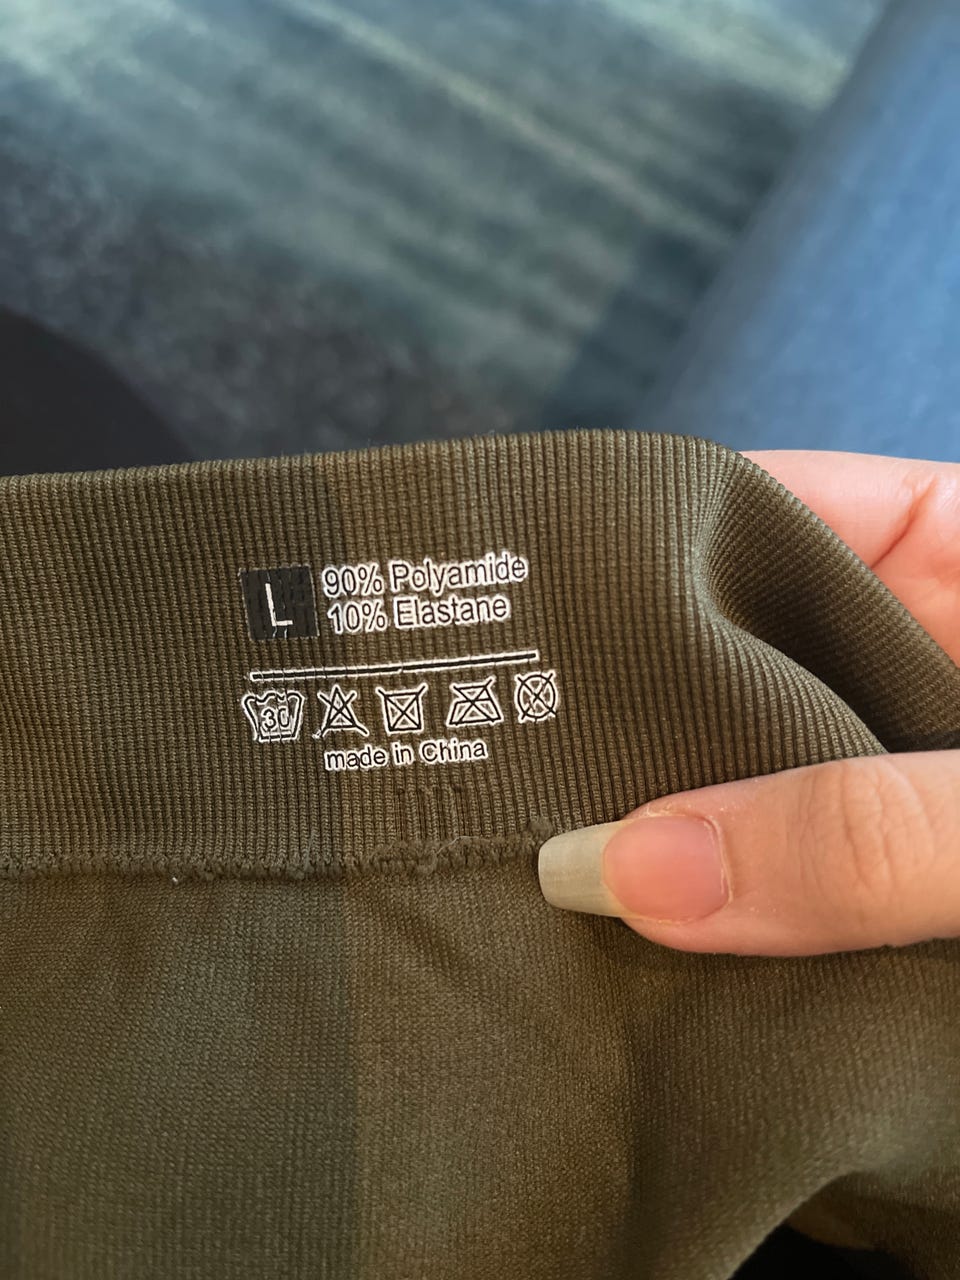 L
90% Polyamide
10% Elastane
30
made in China